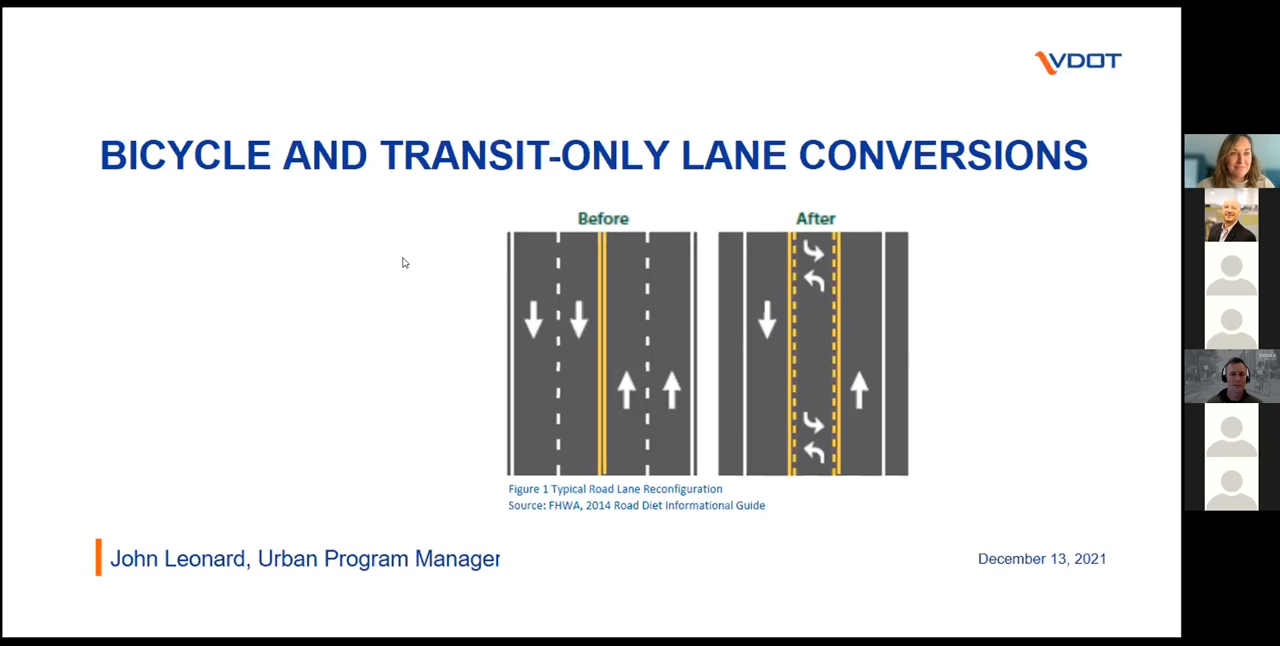 VDOT
BICYCLE AND TRANSIT-ONLY LANE CONVERSIONS
Before
After
Figure 1 Typical Road Lane Reconfiguration
Source: FHWA, 2014 Road Diet Informational Guide
John Leonard, Urban Program Manager
December 13, 2021